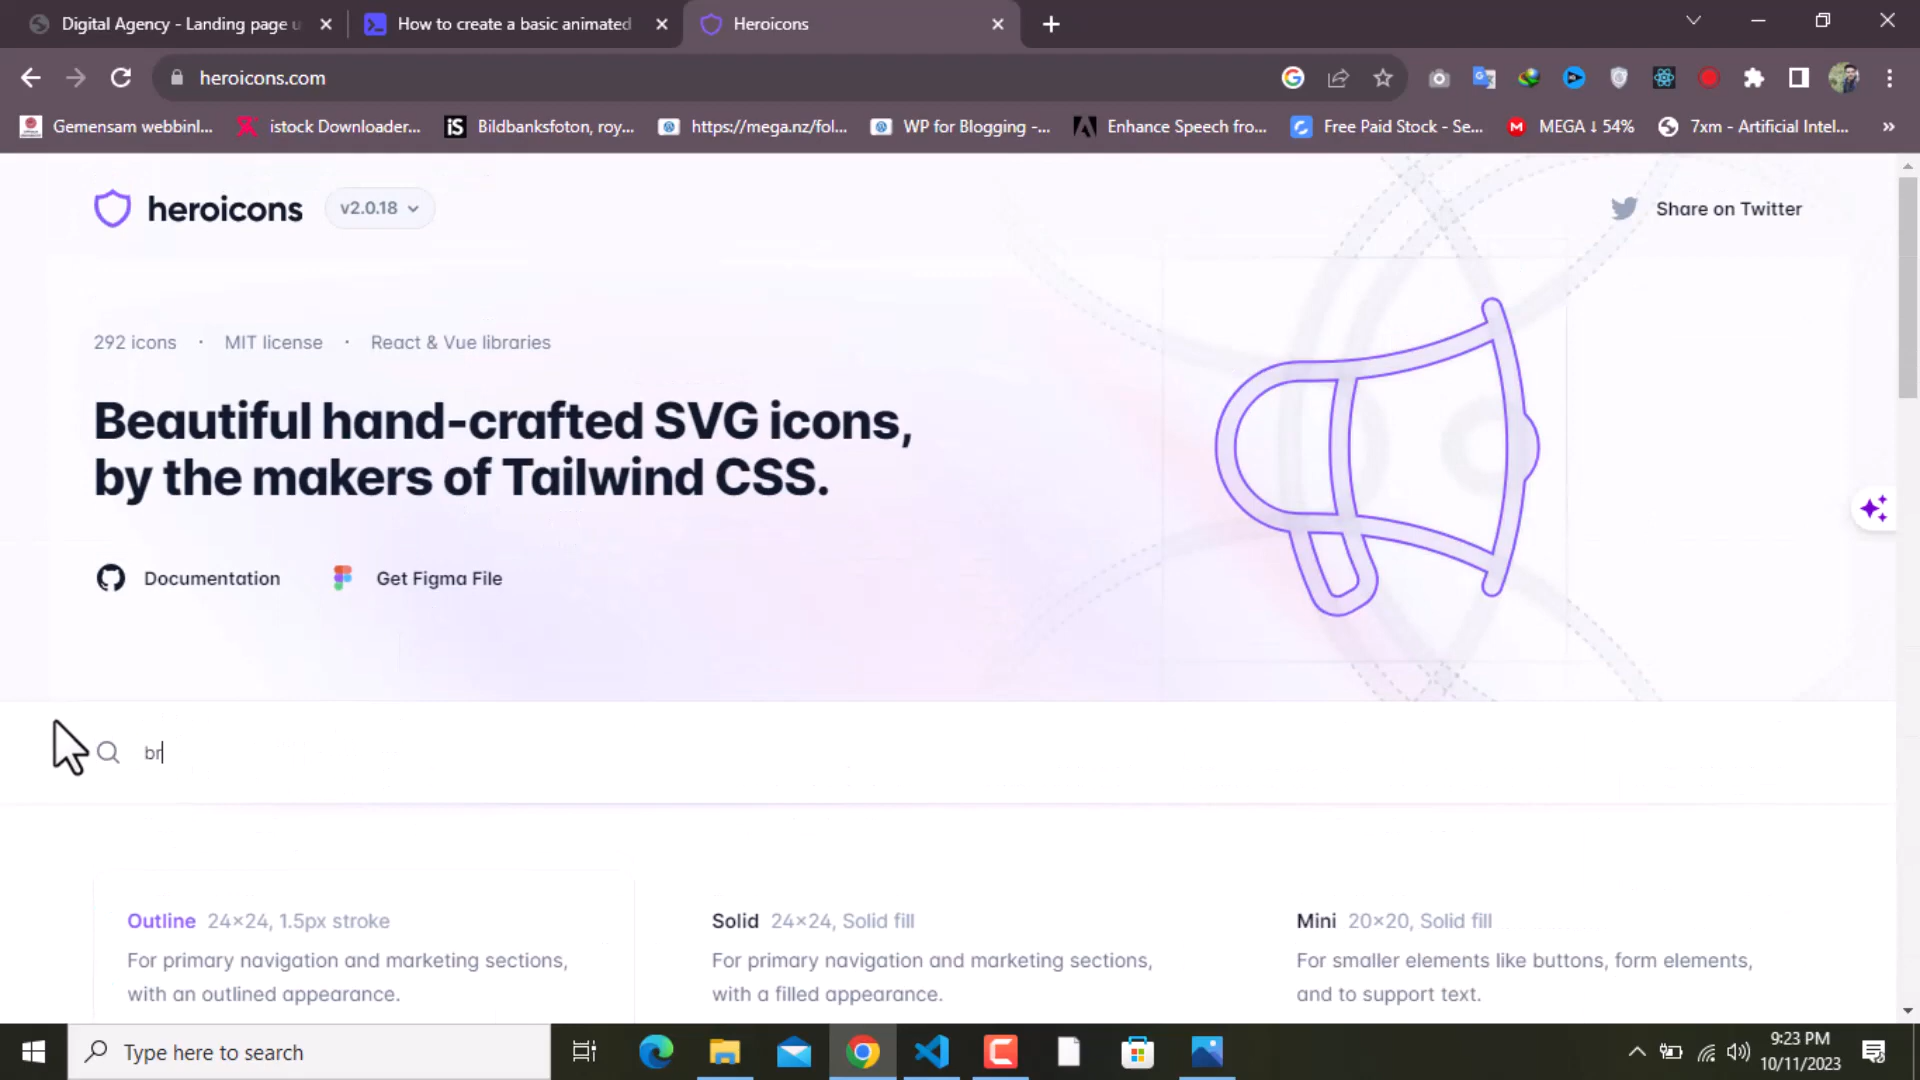 Digital Agency - Landing page u
How to create a basic animated
Heroicons
heroicons.com
Gemensam webbinl...
istock Downloader...
iS
Bildbanksfoton, roy...
https://mega.nz/fol...
WP for Blogging -...
Enhance Speech fro...
Free Paid Stock - Se...
M
MEGA ↓ 54%
7xm - Artificial Intel...
»
heroicons
v2.0.18
Share on Twitter
292 icons · MIT license · React & Vue libraries
Beautiful hand-crafted SVG icons,
by the makers of Tailwind CSS.
Documentation
Get Figma File
br
Outline 24×24, 1.5px stroke
For primary navigation and marketing sections,
with an outlined appearance.
Solid 24×24, Solid fill
For primary navigation and marketing sections,
with a filled appearance.
Mini 20×20, Solid fill
For smaller elements like buttons, form elements,
and to support text.
Type here to search
9:23 PM
10/11/2023